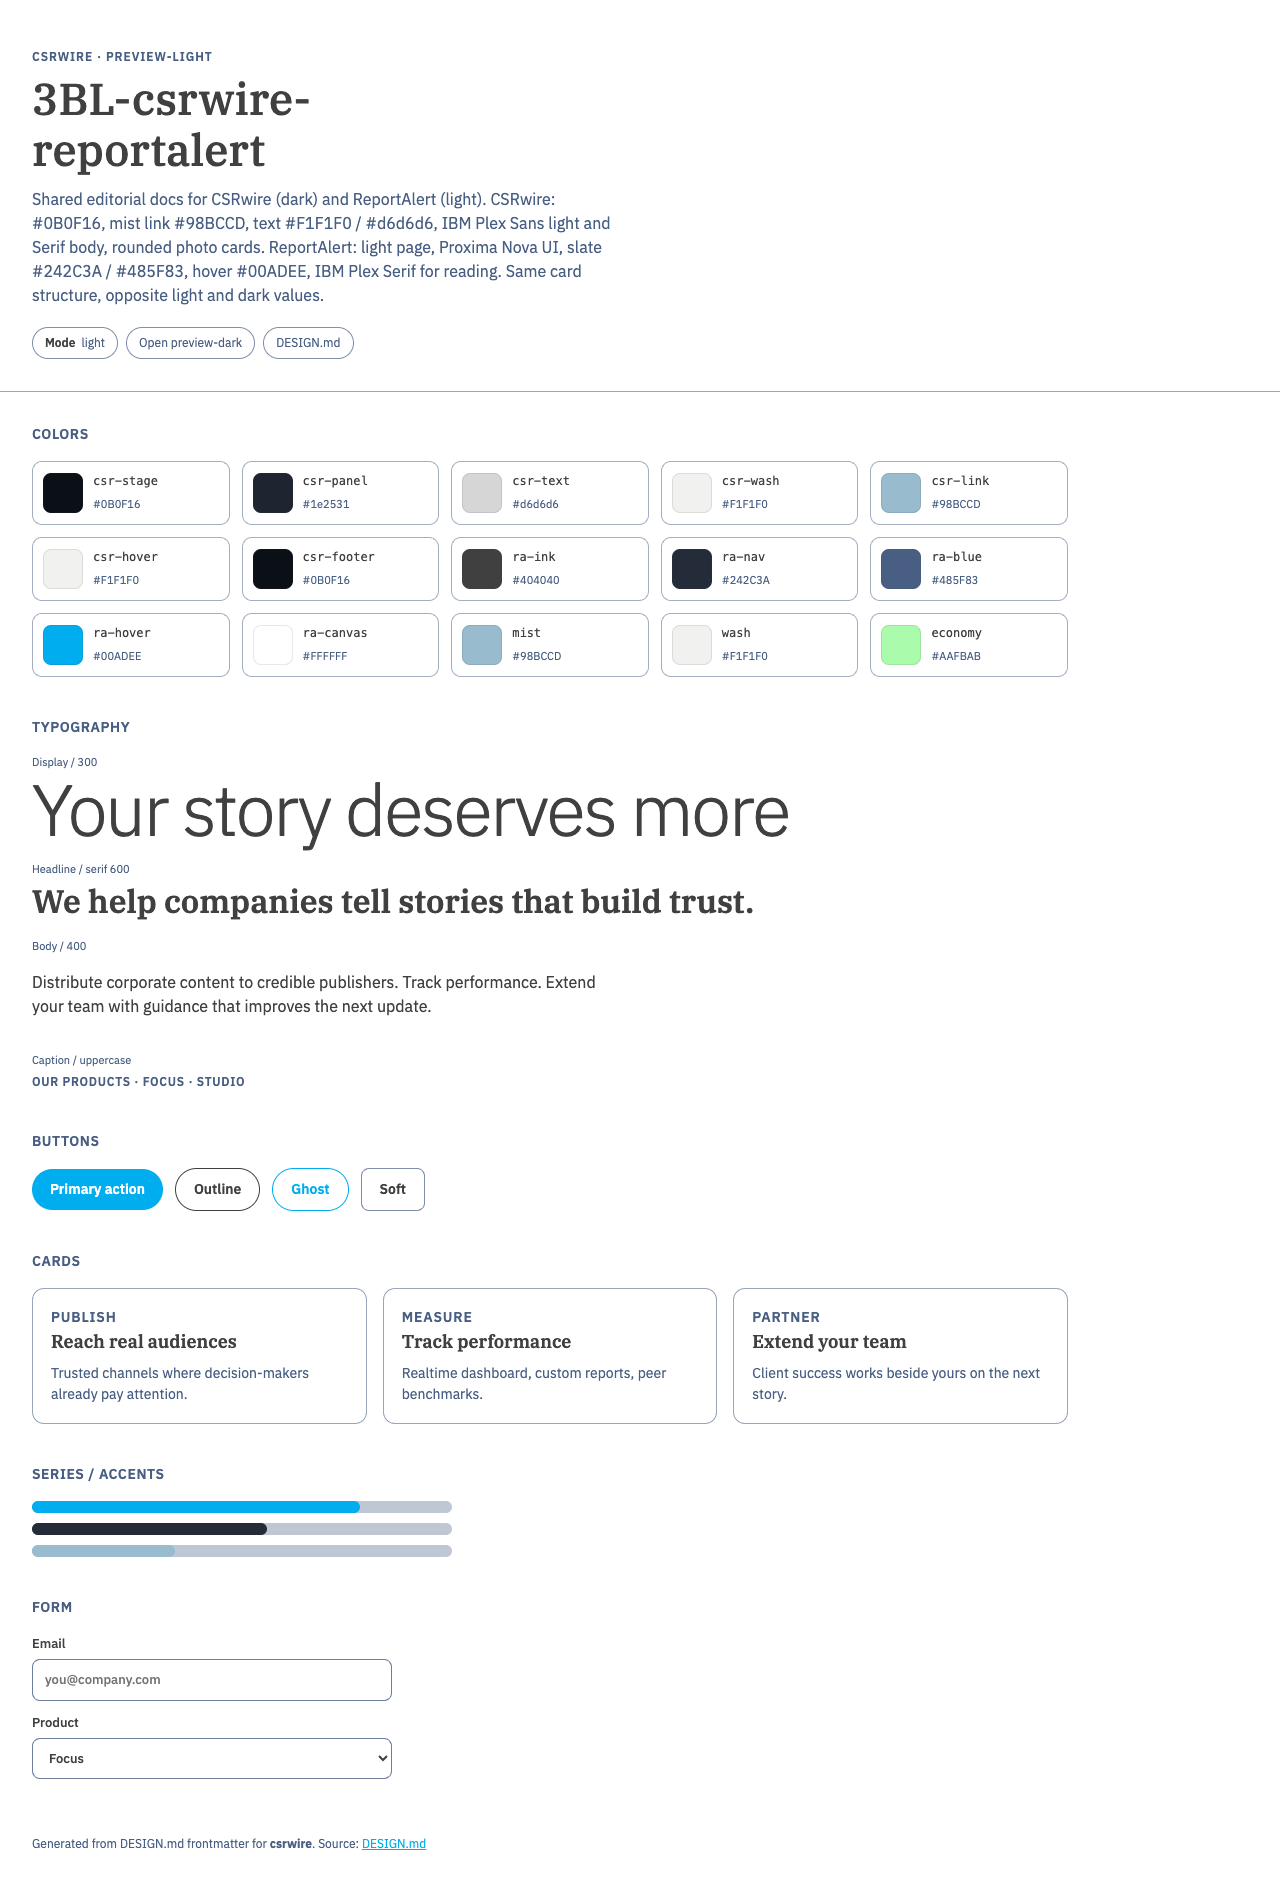 CSRWIRE · PREVIEW-LIGHT
3BL-csrwire-
reportalert
Shared editorial docs for CSRwire (dark) and ReportAlert (light). CSRwire:
#0B0F16, mist link #98BCCD, text #F1F1F0 / #d6d6d6, IBM Plex Sans light and
Serif body, rounded photo cards. ReportAlert: light page, Proxima Nova UI, slate
#242C3A / #485F83, hover #00ADEE, IBM Plex Serif for reading. Same card
structure, opposite light and dark values.
Mode light Open preview-dark DESIGN.md
COLORS
csr-stage csr-panel csr-text csr-wash csr-link
#0B0F16 #1e2531 #d6d6d6 #F1F1F0 #98BCCD
csr-hover csr-footer ra-ink ra-nav ra-blue
#F1F1F0 #0B0F16 #404040 #242C3A #485F83
ra-hover ra-canvas mist wash economy
#00ADEE #FFFFFF #98BCCD #F1F1F0 #AAFBAB
TYPOGRAPHY
Display / 300
Your story deserves more
Headline / serif 600
We help companies tell stories that build trust.
Body / 400
Distribute corporate content to credible publishers. Track performance. Extend
your team with guidance that improves the next update.
Caption / uppercase
OUR PRODUCTS · FOCUS · STUDIO
BUTTONS
Primary action Outline Ghost Soft
CARDS
PUBLISH
Reach real audiences
Trusted channels where decision-makers
already pay attention.
MEASURE
Track performance
Realtime dashboard, custom reports, peer
benchmarks.
PARTNER
Extend your team
Client success works beside yours on the next
story.
SERIES / ACCENTS
FORM
Email
you@company.com
Product
Focus
Generated from DESIGN.md frontmatter for csrwire. Source: DESIGN.md